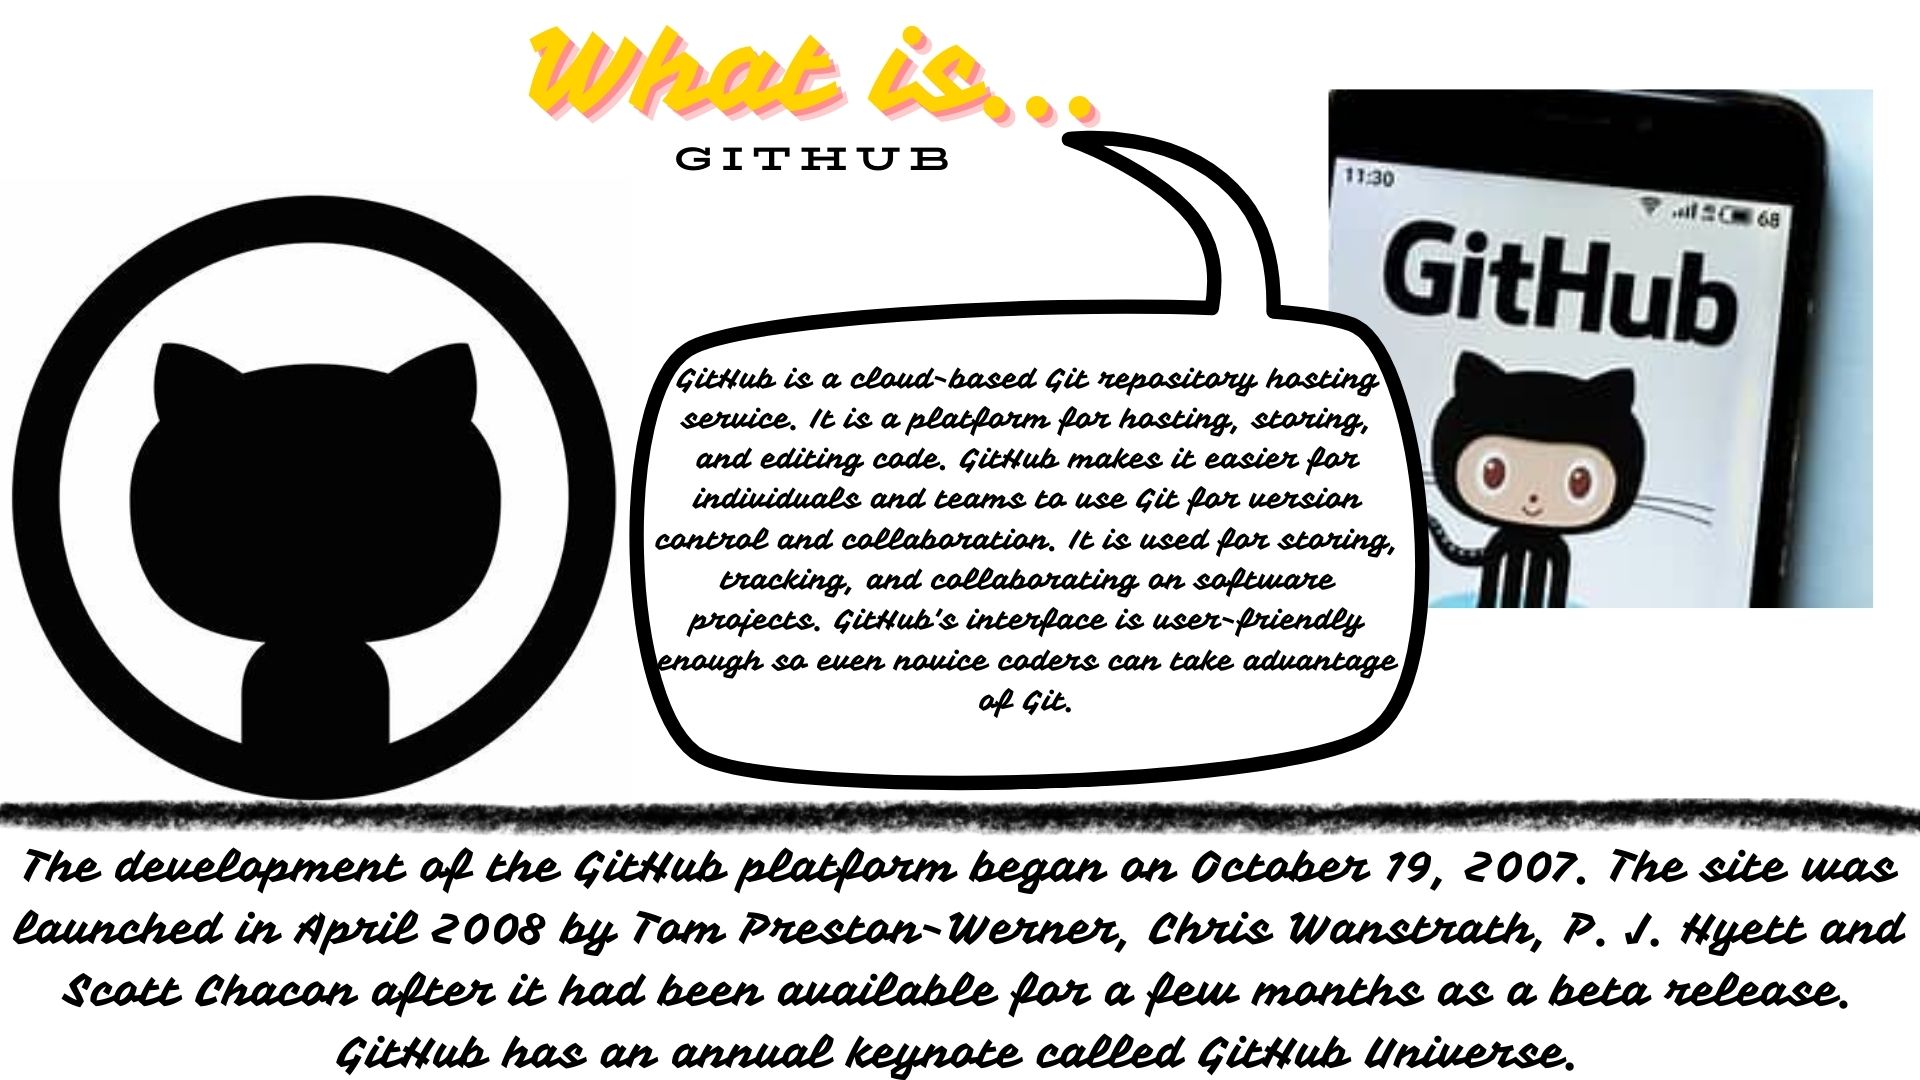 What is...
GITHUB
11:30
68
GitHub
GitHub is a cloud-based Git repository hosting
service. It is a platform for hosting, storing,
and editing code. GitHub makes it easier for
individuals and teams to use Git for version
control and collaboration. It is used for storing,
tracking, and collaborating on software
projects. GitHub's interface is user-friendly
enough so even novice coders can take advantage
of Git.
The development of the GitHub platform began on October 19, 2007. The site was
launched in April 2008 by Tom Preston-Werner, Chris Wanstrath, P. J. Hyett and
Scott Chacon after it had been available for a few months as a beta release.
GitHub has an annual keynote called GitHub Universe.